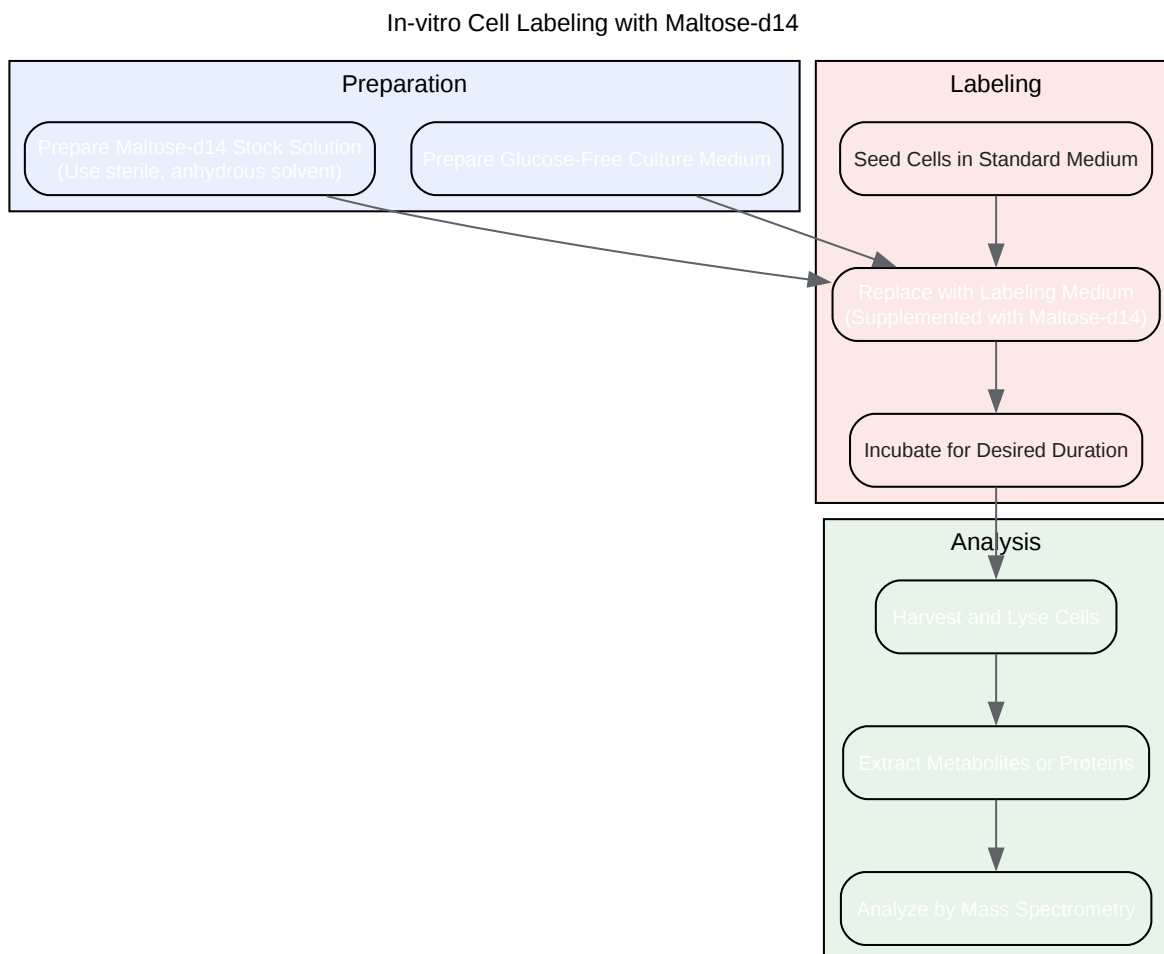 In-vitro Cell Labeling with Maltose-d14
Preparation
Prepare Maltose-d14 Stock Solution
(Use sterile, anhydrous solvent)
Prepare Glucose-Free Culture Medium
Labeling
Seed Cells in Standard Medium
Replace with Labeling Medium
(Supplemented with Maltose-d14)
Incubate for Desired Duration
Analysis
Harvest and Lyse Cells
Extract Metabolites or Proteins
Analyze by Mass Spectrometry